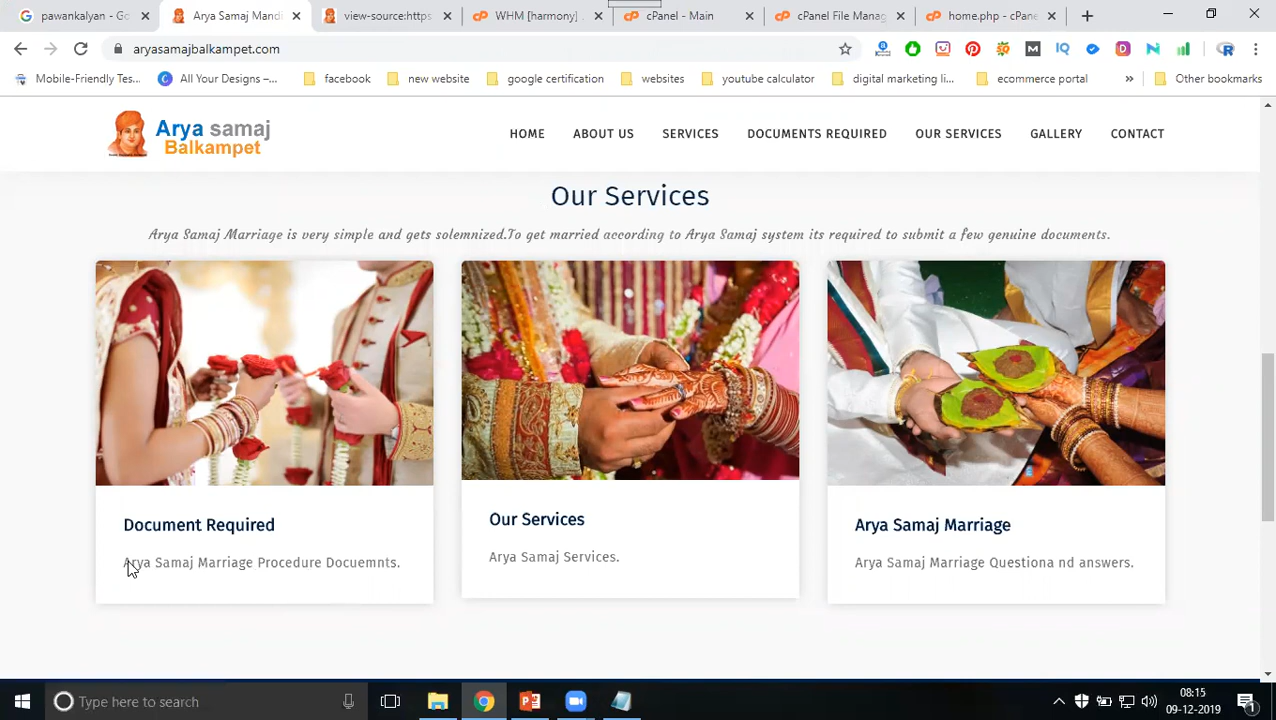 pawankalyan - Go
Arya Samaj Mandi
view-source:https
WHM [harmony]
cPanel - Main
cPanel File Manag
home.php - cPane
aryasamajbalkampet.com
Mobile-Friendly Tes...
All Your Designs –...
facebook
new website
google certification
websites
youtube calculator
digital marketing li...
ecommerce portal
»
Other bookmarks
Arya samaj
Balkampet
HOME
ABOUT US
SERVICES
DOCUMENTS REQUIRED
OUR SERVICES
GALLERY
CONTACT
Our Services
Arya Samaj Marriage is very simple and gets solemnized.To get married according to Arya Samaj system its required to submit a few genuine documents.
Document Required
Arya Samaj Marriage Procedure Docuemnts.
Our Services
Arya Samaj Services.
Arya Samaj Marriage
Arya Samaj Marriage Questiona nd answers.
Type here to search
08:15
09-12-2019